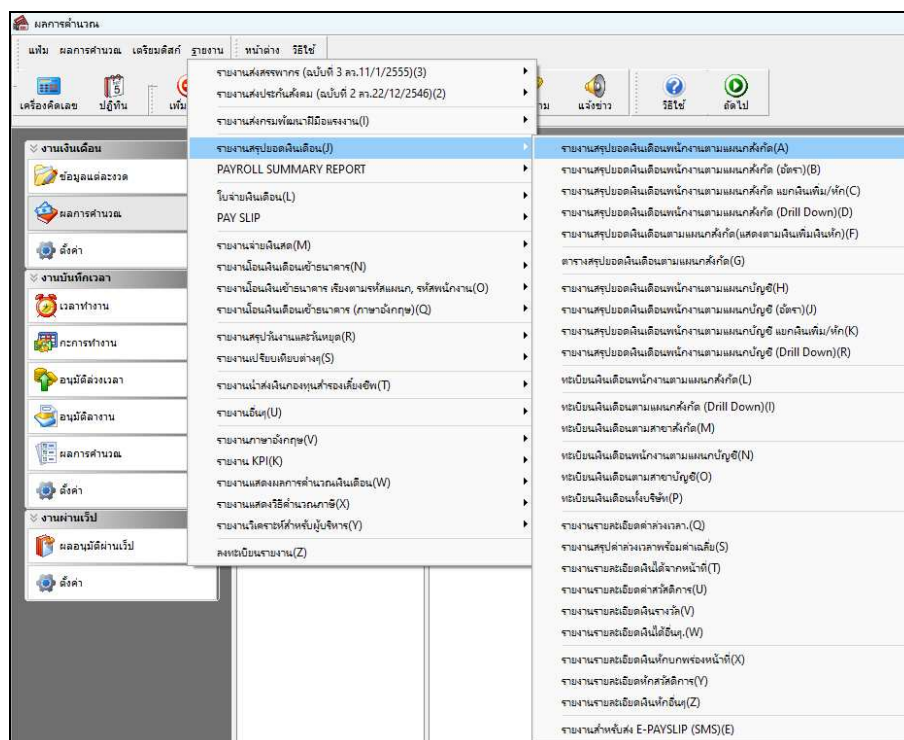 ผลการคำนวณ
แฟ้ม ผลการคำนวณ เตรียมดิสก์ รายงาน หน้าต่าง วิธีใช้
เครื่องคิดเลข ปฏิทิน แจ้งข่าว วิธีใช้ ถัดไป
งานเงินเดือน
ข้อมูลแต่ละงวด
ผลการคำนวณ
ตั้งค่า
งานบันทึกเวลา
เวลาทำงาน
กะการทำงาน
อนุมัติล่วงเวลา
อนุมัติลางาน
ผลการคำนวณ
ตั้งค่า
งานผ่านเว็ป
ผลอนุมัติผ่านเว็ป
ตั้งค่า
รายงานส่งสรรพากร (ฉบับที่ 3 ลว.11/1/2555)(3)
รายงานส่งประกันสังคม (ฉบับที่ 2 ลว.22/12/2546)(2)
รายงานส่งกรมพัฒนาฝีมือแรงงาน(I)
รายงานสรุปยอดเงินเดือน(J)
PAYROLL SUMMARY REPORT
ใบจ่ายเงินเดือน(L)
PAY SLIP
รายงานจ่ายเงินสด(M)
รายงานโอนเงินเดือนเข้าธนาคาร(N)
รายงานโอนเงินเข้าธนาคาร เรียงตามรหัสแผนก, รหัสพนักงาน(O)
รายงานโอนเงินเดือนเข้าธนาคาร (ภาษาอังกฤษ)(Q)
รายงานสรุปวันงานและวันหยุด(R)
รายงานเปรียบเทียบต่างๆ(S)
รายงานนำส่งเงินกองทุนสำรองเลี้ยงชีพ(T)
รายงานอื่นๆ(U)
รายงานภาษาอังกฤษ(V)
รายงาน KPI(K)
รายงานแสดงผลการคำนวณเงินเดือน(W)
รายงานแสดงวิธีคำนวณภาษี(X)
รายงานวิเคราะห์สำหรับผู้บริหาร(Y)
ลงทะเบียนรายงาน(Z)
รายงานสรุปยอดเงินเดือนพนักงานตามแผนกสังกัด(A)
รายงานสรุปยอดเงินเดือนพนักงานตามแผนกสังกัด (อัตรา)(B)
รายงานสรุปยอดเงินเดือนพนักงานตามแผนกสังกัด แยกเงินเพิ่ม/หัก(C)
รายงานสรุปยอดเงินเดือนพนักงานตามแผนกสังกัด (Drill Down)(D)
รายงานสรุปยอดเงินเดือนตามแผนกสังกัด(แสดงตามเงินเพิ่มเงินหัก)(F)
ตารางสรุปยอดเงินเดือนตามแผนกสังกัด(G)
รายงานสรุปยอดเงินเดือนพนักงานตามแผนกบัญชี(H)
รายงานสรุปยอดเงินเดือนพนักงานตามแผนกบัญชี (อัตรา)(J)
รายงานสรุปยอดเงินเดือนพนักงานตามแผนกบัญชี แยกเงินเพิ่ม/หัก(K)
รายงานสรุปยอดเงินเดือนพนักงานตามแผนกบัญชี (Drill Down)(R)
ทะเบียนเงินเดือนพนักงานตามแผนกสังกัด(L)
ทะเบียนเงินเดือนตามแผนกสังกัด (Drill Down)(I)
ทะเบียนเงินเดือนตามสาขาสังกัด(M)
ทะเบียนเงินเดือนพนักงานตามแผนกบัญชี(N)
ทะเบียนเงินเดือนตามสาขาบัญชี(O)
ทะเบียนเงินเดือนทั้งบริษัท(P)
รายงานรายละเอียดค่าล่วงเวลา.(Q)
รายงานสรุปค่าล่วงเวลาพร้อมค่าเฉลี่ย(S)
รายงานรายละเอียดเงินได้จากหน้าที่(T)
รายงานรายละเอียดค่าสวัสดิการ(U)
รายงานรายละเอียดเงินรางวัล(V)
รายงานรายละเอียดเงินได้อื่นๆ.(W)
รายงานรายละเอียดเงินหักบกพร่องหน้าที่(X)
รายงานรายละเอียดหักสวัสดิการ(Y)
รายงานรายละเอียดเงินหักอื่นๆ(Z)
รายงานสำหรับส่ง E-PAYSLIP (SMS)(E)